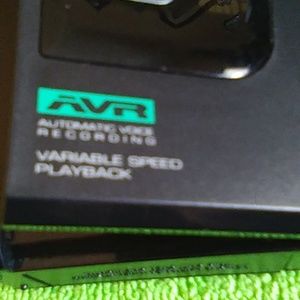 AVR
AUTOMATIC VOICE
RECORDING
VARIABLE SPEED
PLAYBACK